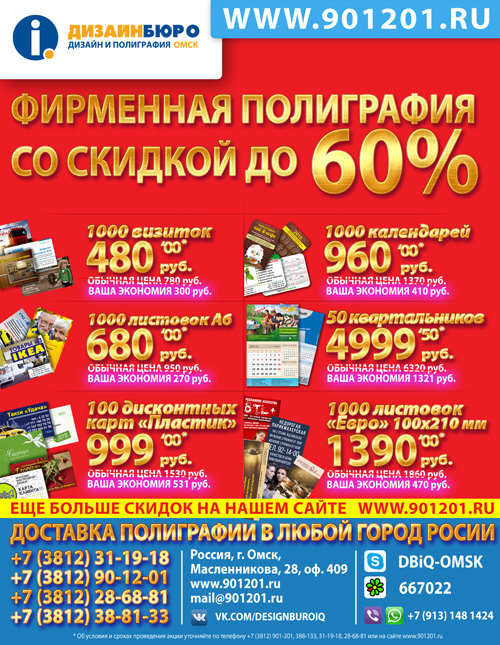 ДИЗАЙНБЮРО
ДИЗАЙН И ПОЛИГРАФИЯ ОМСК
WWW.901201.RU
ФИРМЕННАЯ ПОЛИГРАФИЯ
СО СКИДКОЙ ДО 60%
1000 визиток
480 '00* руб.
ОБЫЧНАЯ ЦЕНА 780 руб.
ВАША ЭКОНОМИЯ 300 руб.
1000 календарей
960 '00* руб.
ОБЫЧНАЯ ЦЕНА 1370 руб.
ВАША ЭКОНОМИЯ 410 руб.
1000 листовок А6
680 '00* руб.
ОБЫЧНАЯ ЦЕНА 950 руб.
ВАША ЭКОНОМИЯ 270 руб.
IKEA
50 квартальников
4999 '50* руб.
ОБЫЧНАЯ ЦЕНА 6320 руб.
ВАША ЭКОНОМИЯ 1321 руб.
Такси «Удача»
100 дисконтных
карт «Пластик»
999 '00* руб.
ОБЫЧНАЯ ЦЕНА 1530 руб.
ВАША ЭКОНОМИЯ 531 руб.
НЕДОРОГАЯ
ПАРИКМАХЕРСКАЯ
1000 листовок
«Евро» 100х210 мм
1390 '00* руб.
ОБЫЧНАЯ ЦЕНА 1860 руб.
ВАША ЭКОНОМИЯ 470 руб.
ЕЩЕ БОЛЬШЕ СКИДОК НА НАШЕМ САЙТЕ WWW.901201.RU
ДОСТАВКА ПОЛИГРАФИИ В ЛЮБОЙ ГОРОД РОСИИ
+7 (3812) 31-19-18
+7 (3812) 90-12-01
+7 (3812) 28-68-81
+7 (3812) 38-81-33
Россия, г. Омск,
Масленникова, 28, оф. 409
www.901201.ru
mail@901201.ru
VK.COM/DESIGNBUROIQ
DBiQ-OMSK
667022
+7 (913) 148 1424
* Об условия и сроках проведения акции уточняйте по телефону +7 (3812) 901-201, 388-133, 31-19-18, 28-68-81 или на сайте www.901201.ru